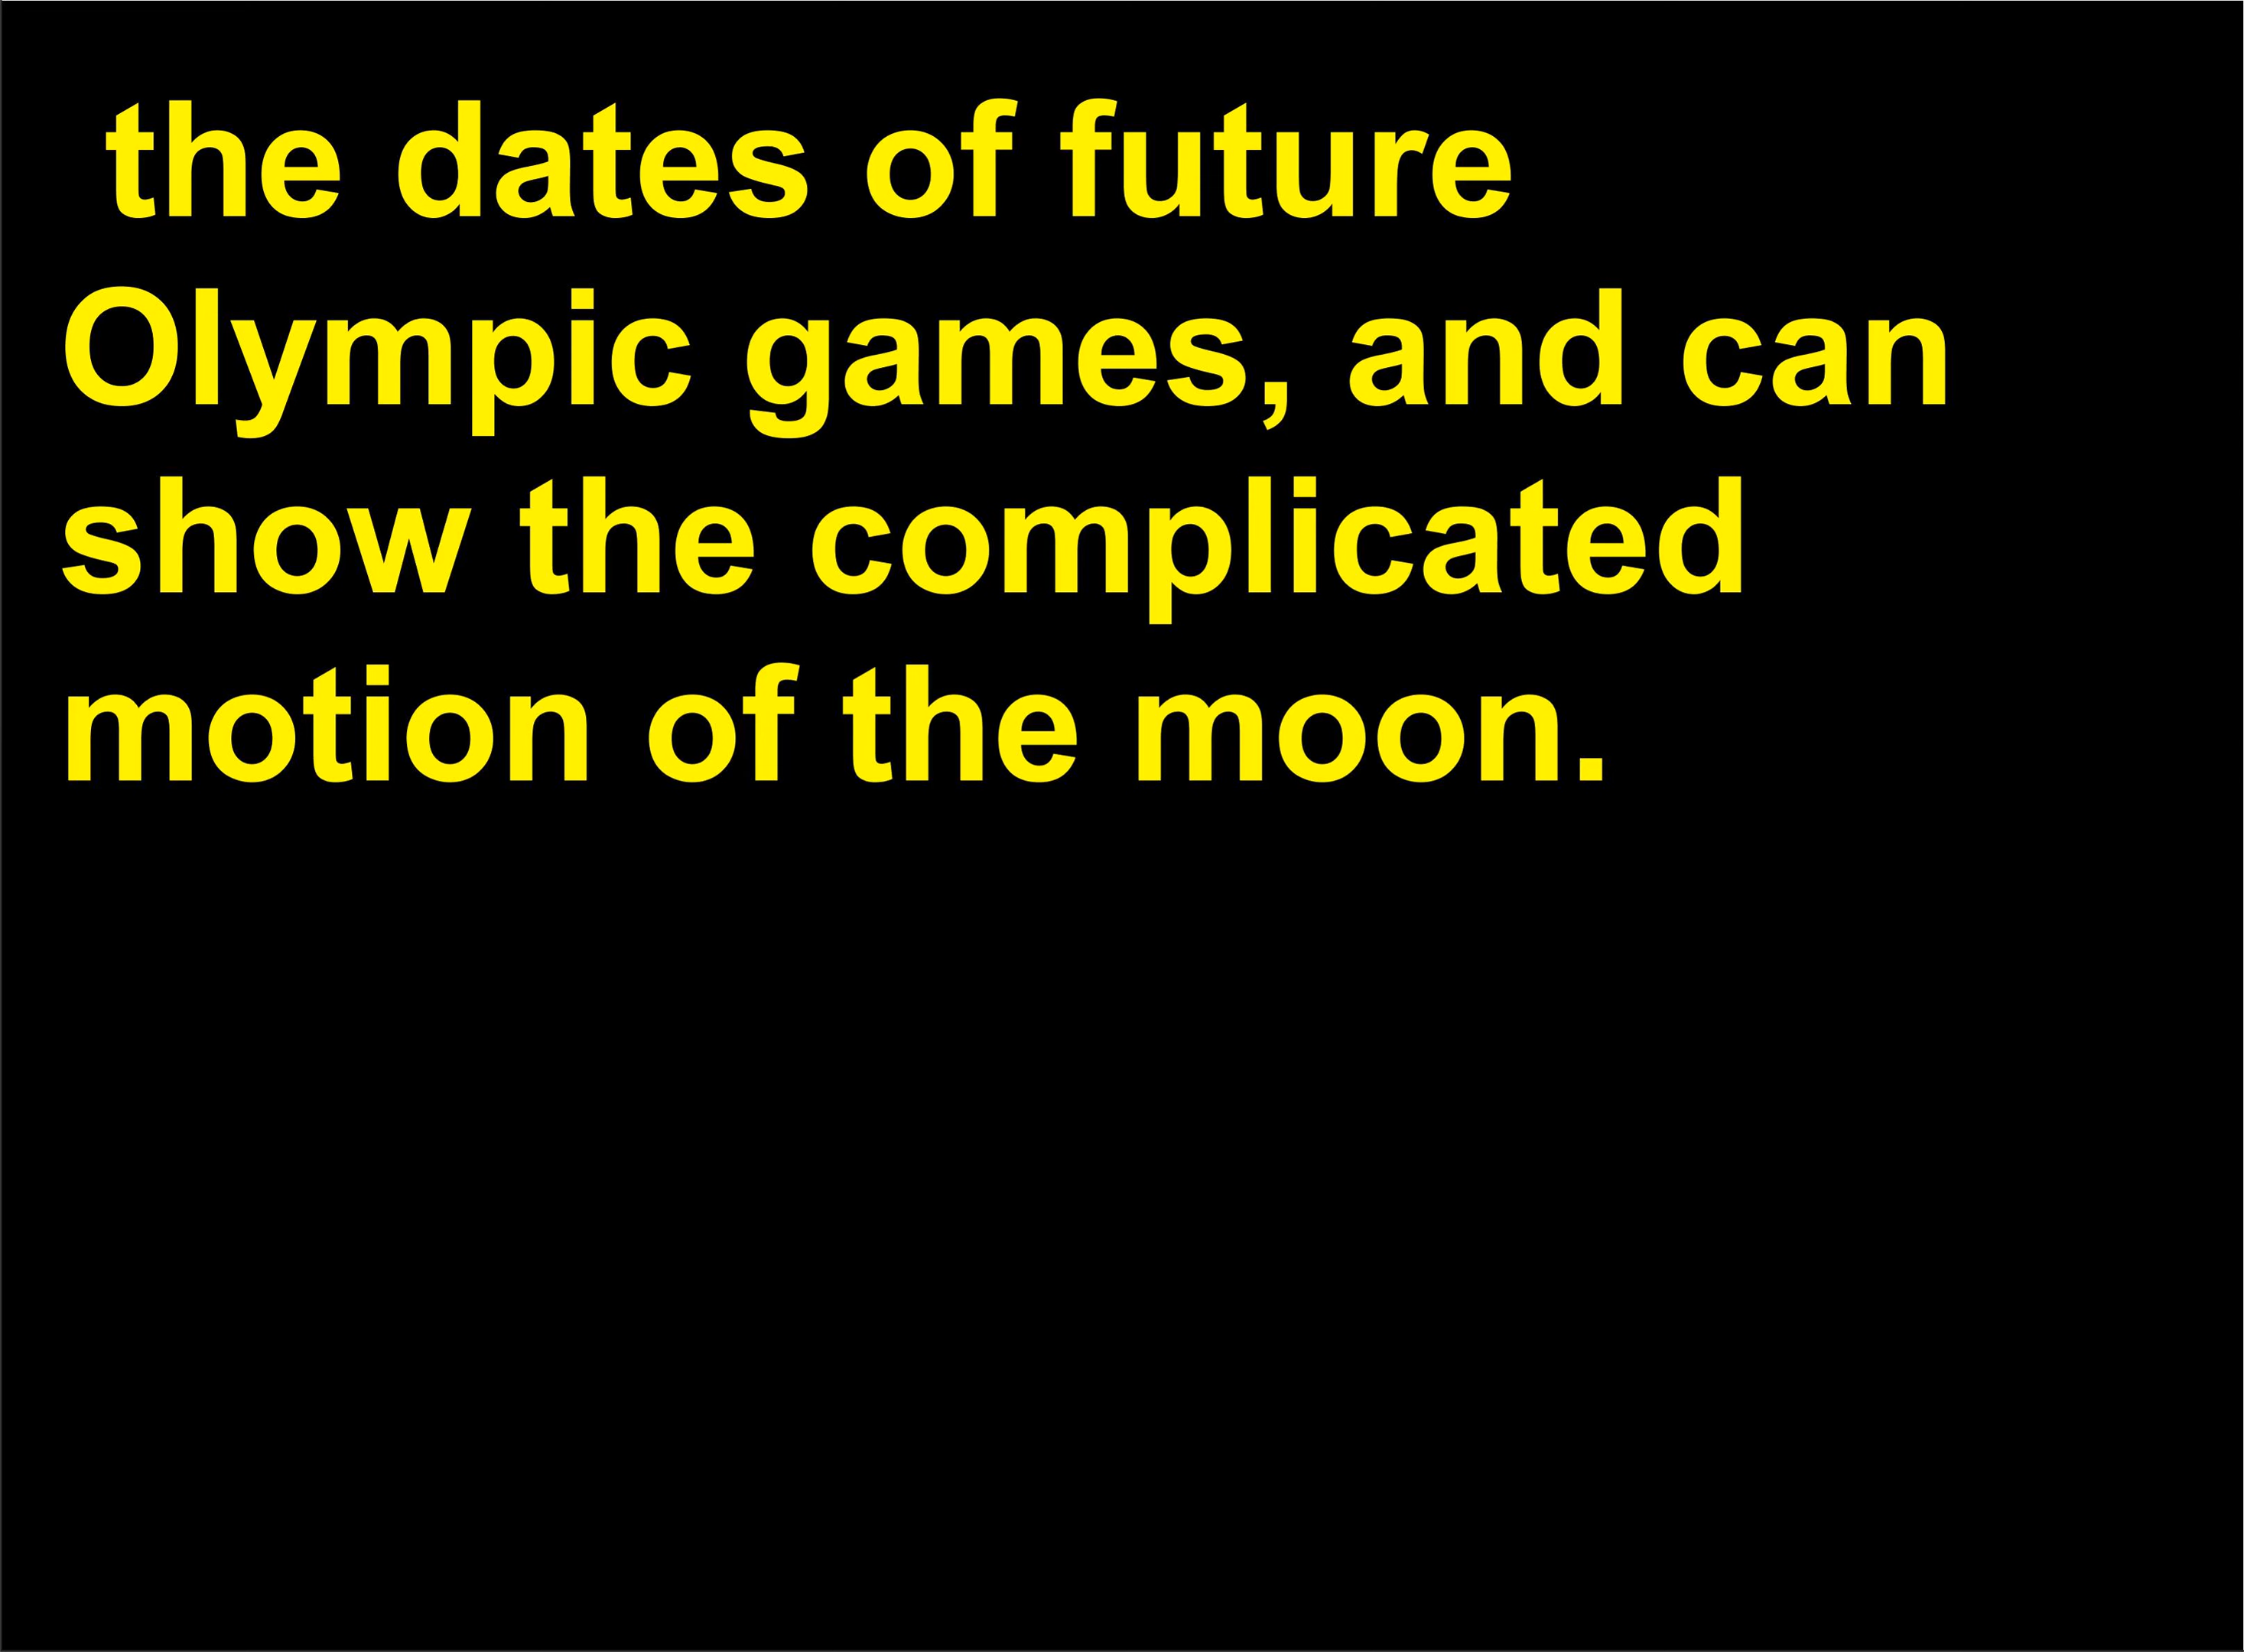 the dates of future
Olympic games, and can
show the complicated
motion of the moon.